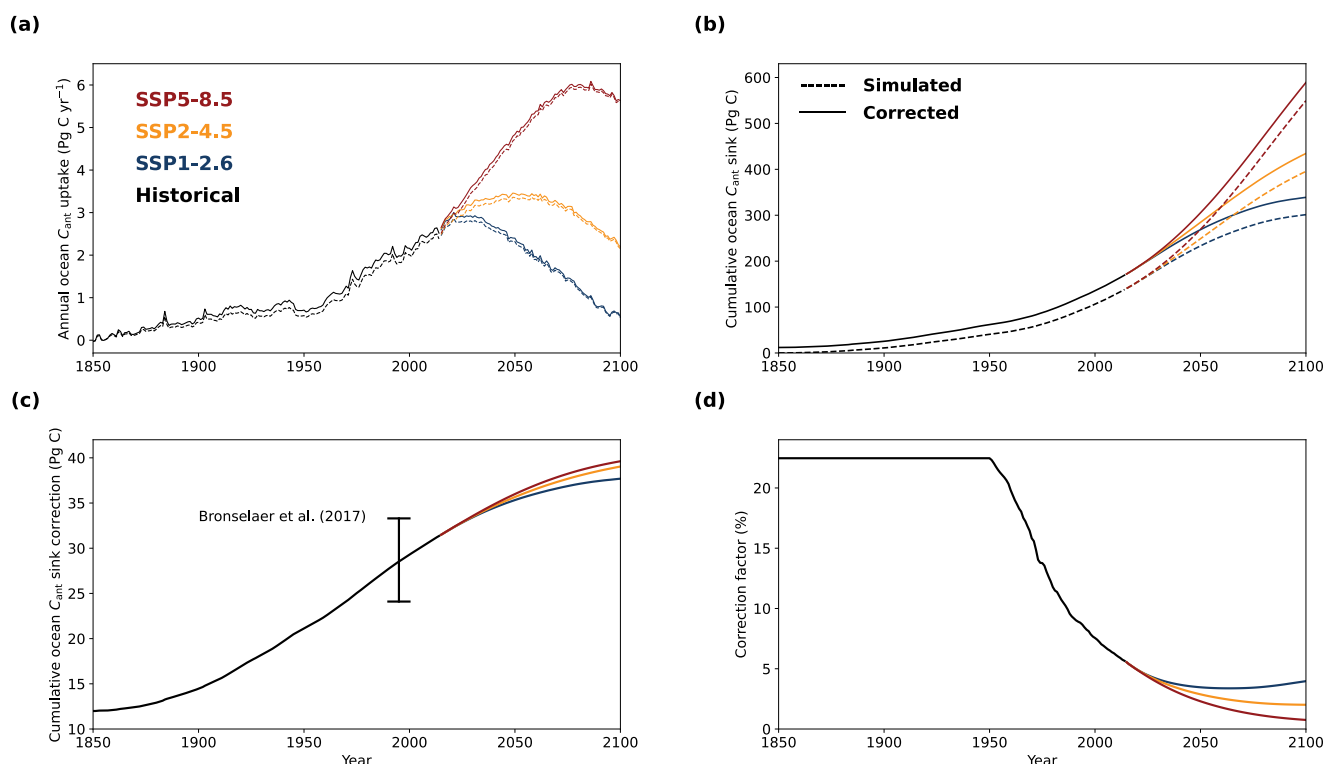 (a)
Annual ocean C_ant uptake (Pg C yr⁻¹)
6
5
4
3
2
1
0
SSP5-8.5
SSP2-4.5
SSP1-2.6
Historical
1850 1900 1950 2000 2050 2100
(b)
Cumulative ocean C_ant sink (Pg C)
600
500
400
300
200
100
0
Simulated
Corrected
1850 1900 1950 2000 2050 2100
(c)
Cumulative ocean C_ant sink correction (Pg C)
40
35
30
25
20
15
10
Bronselaer et al. (2017)
1850 1900 1950 2000 2050 2100
Year
(d)
Correction factor (%)
20
15
10
5
0
1850 1900 1950 2000 2050 2100
Year